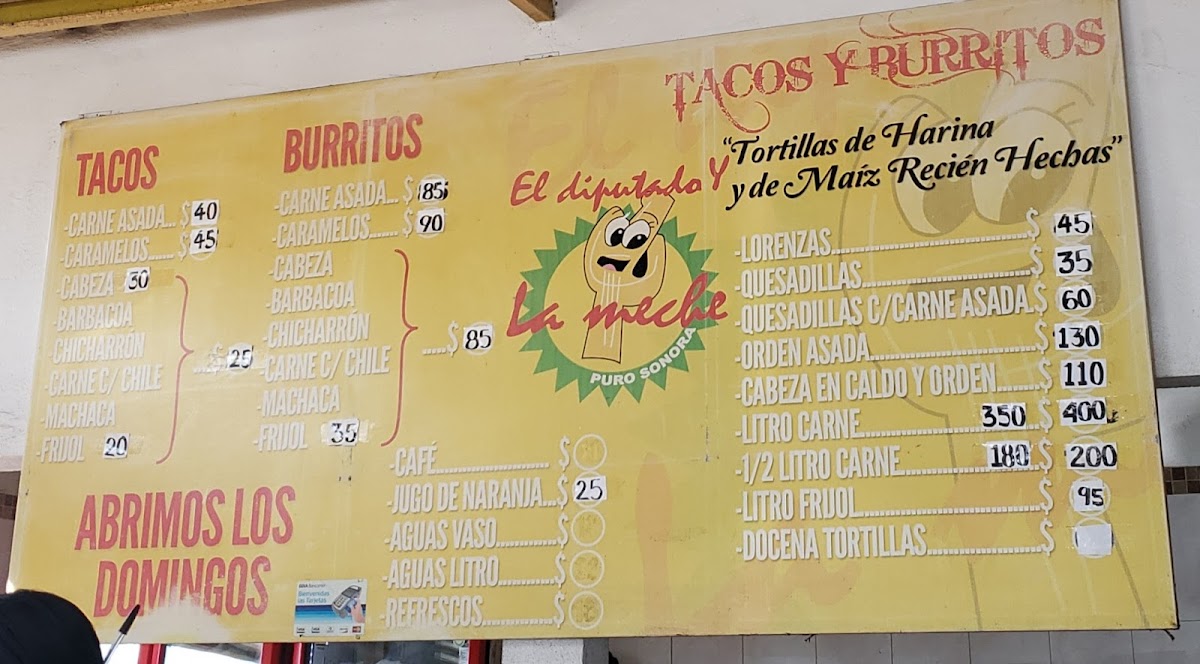 TACOS
-CARNE ASADA... $ 40
-CARAMELOS...... $ 45
-CABEZA 30
-BARBACOA
-CHICHARRÓN
-CARNE C/ CHILE
-MACHACA
-FRIJOL 20
....$ 25
ABRIMOS LOS
DOMINGOS
BURRITOS
-CARNE ASADA... $ 85
-CARAMELOS...... $ 90
-CABEZA
-BARBACOA
-CHICHARRÓN
-CARNE C/ CHILE
-MACHACA
-FRIJOL 35
.....$ 85
El diputado Y
La meche
PURO SONORA
-CAFÉ........................ $
-JUGO DE NARANJA...$ 25
-AGUAS VASO............$
-AGUAS LITRO...........$
-REFRESCOS..............$
TACOS Y BURRITOS
"Tortillas de Harina
y de Maíz Recién Hechas"
-LORENZAS.......................................$ 45
-QUESADILLAS..................................$ 35
-QUESADILLAS C/CARNE ASADA.$ 60
-ORDEN ASADA................................$ 130
-CABEZA EN CALDO Y ORDEN.......$ 110
-LITRO CARNE.................. 350 $ 400
-1/2 LITRO CARNE............ 180 $ 200
-LITRO FRIJOL.................................$ 95
-DOCENA TORTILLAS.....................$